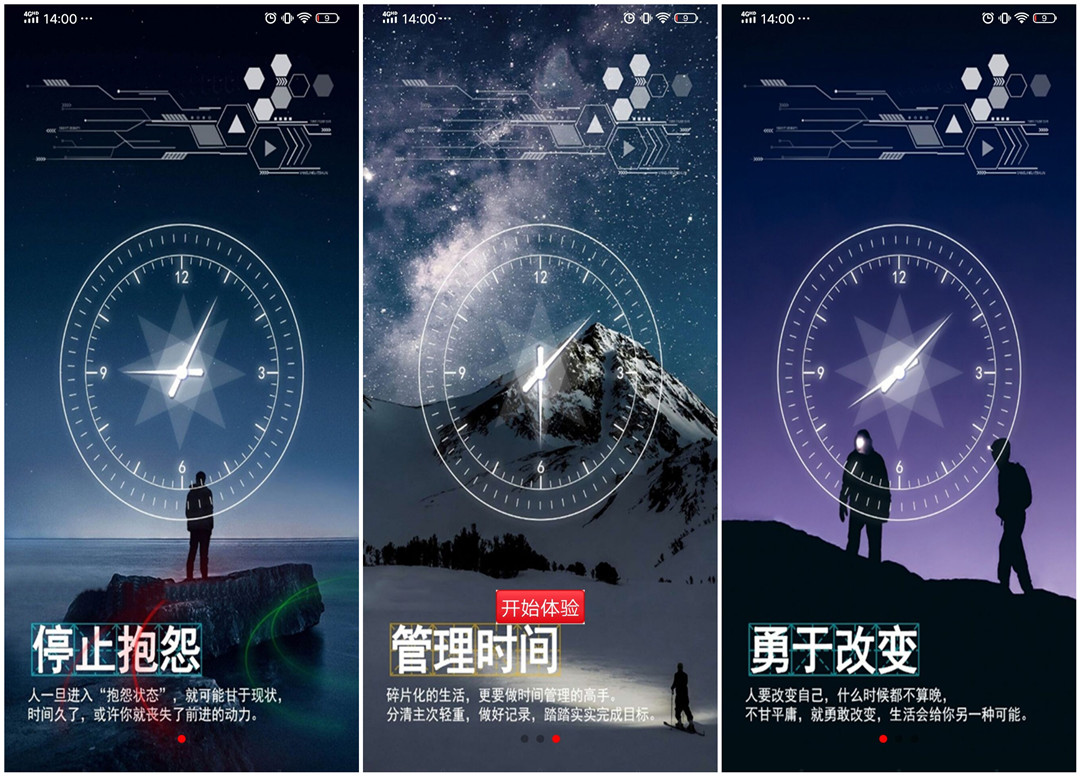 4GHD 14:00 ··· 9
12
9
3
6
停止抱怨
人一旦进入“抱怨状态”，就可能甘于现状，
时间久了，或许你就丧失了前进的动力。
4GHD 14:00 ··· 9
12
9
3
6
开始体验
管理时间
碎片化的生活，更要做时间管理的高手。
分清主次轻重，做好记录，踏踏实实完成目标。
4GHD 14:00 ··· 9
12
9
3
6
勇于改变
人要改变自己，什么时候都不算晚，
不甘平庸，就勇敢改变，生活会给你另一种可能。